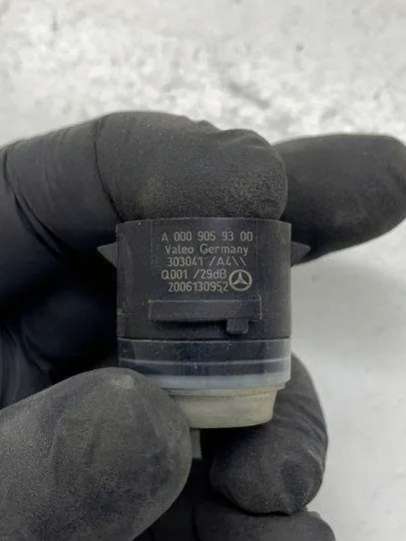 A 000 905 93 00
Valeo Germany
303041 /A4\\
Q001 /29dB
2006130952